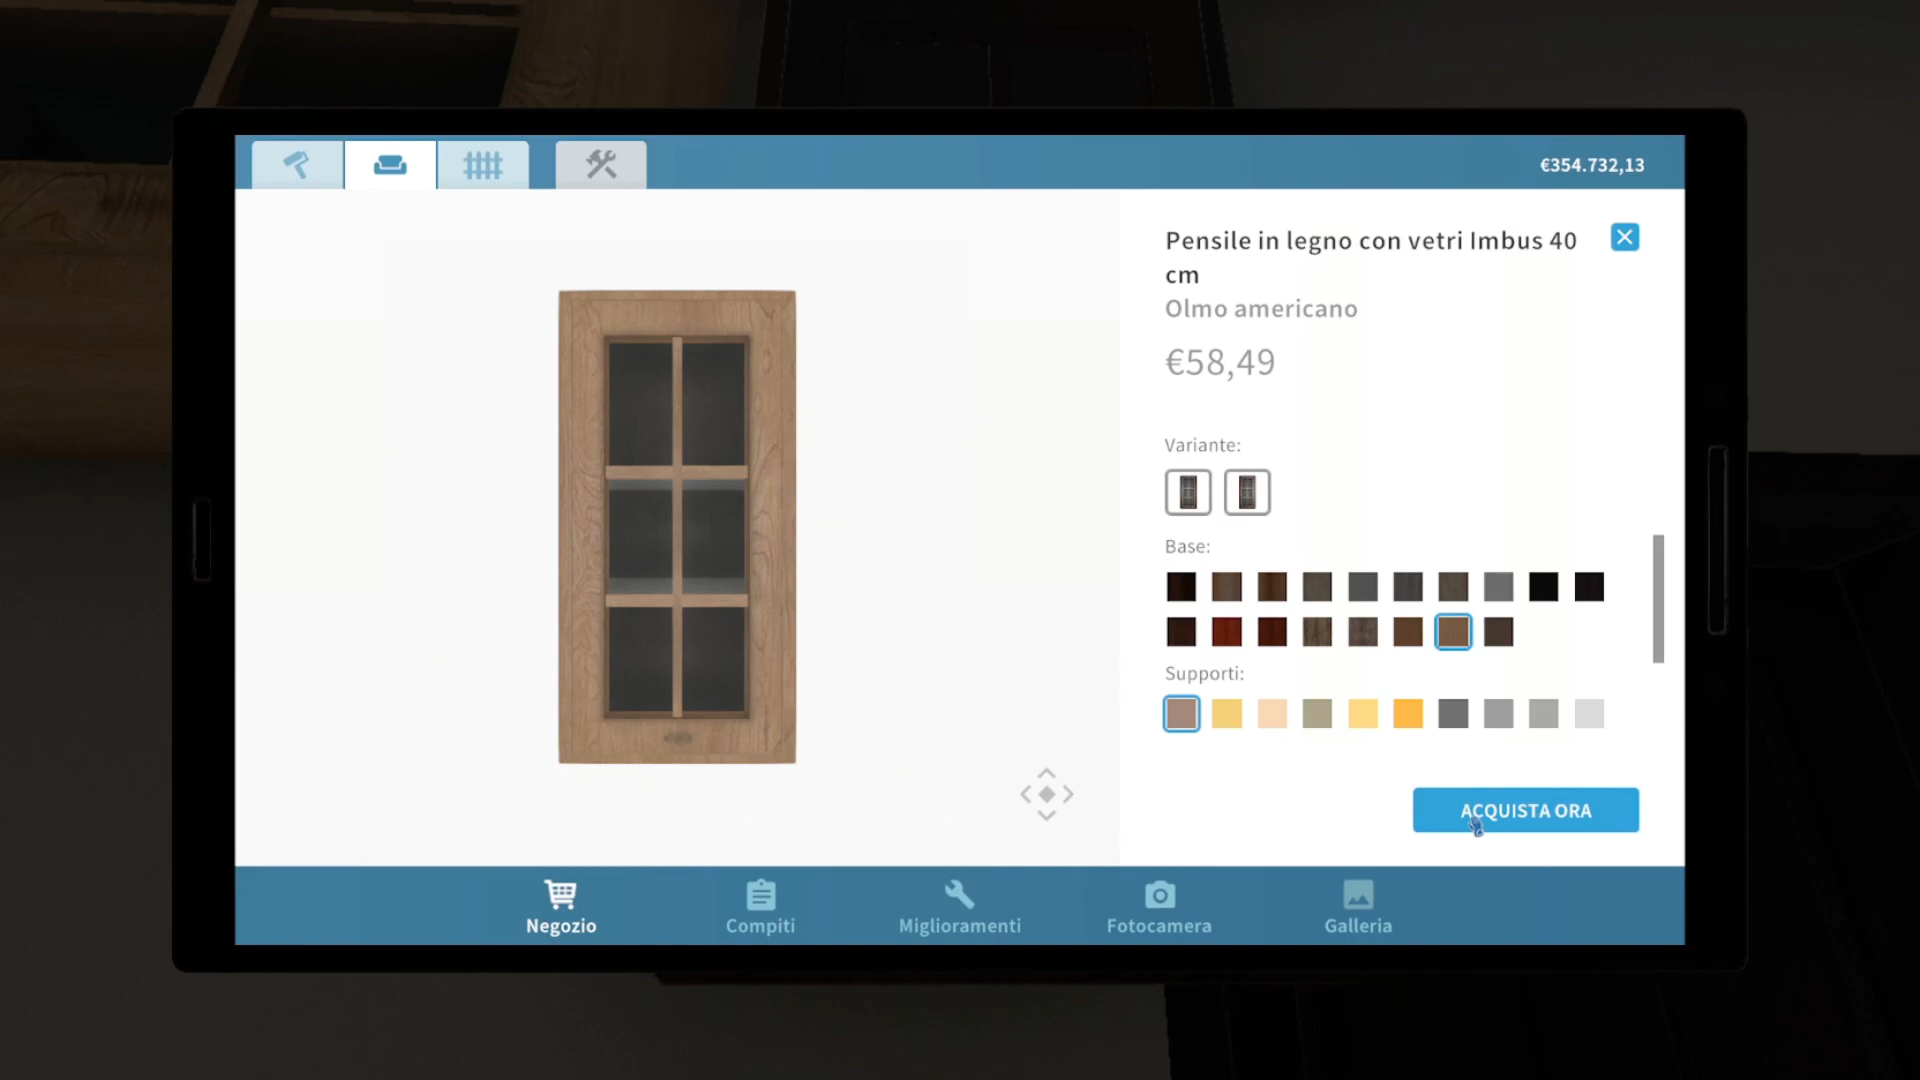 €354.732,13
Pensile in legno con vetri Imbus 40
cm
Olmo americano
€58,49
Variante:
Base:
Supporti:
ACQUISTA ORA
Negozio
Compiti
Miglioramenti
Fotocamera
Galleria